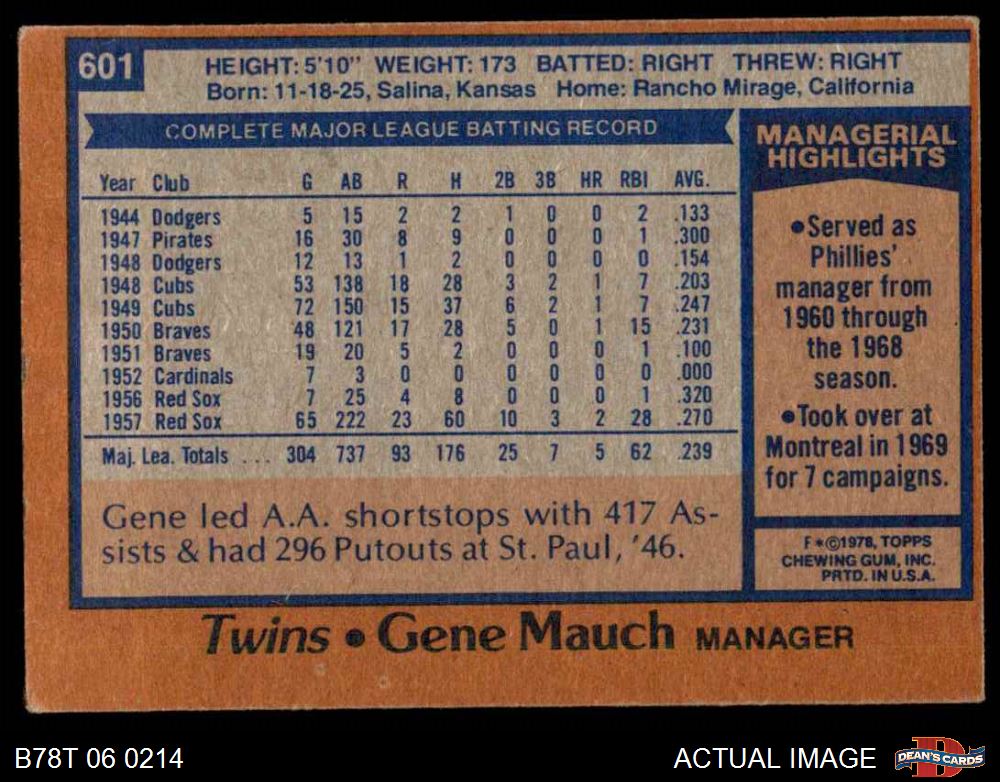 601
HEIGHT: 5'10" WEIGHT: 173 BATTED: RIGHT THREW: RIGHT
Born: 11-18-25, Salina, Kansas Home: Rancho Mirage, California
COMPLETE MAJOR LEAGUE BATTING RECORD
Year Club G AB R H 2B 3B HR RBI AVG.
1944 Dodgers 5 15 2 2 1 0 0 2 .133
1947 Pirates 16 30 8 9 0 0 0 1 .300
1948 Dodgers 12 13 1 2 0 0 0 0 .154
1948 Cubs 53 138 18 28 3 2 1 7 .203
1949 Cubs 72 150 15 37 6 2 1 7 .247
1950 Braves 48 121 17 28 5 0 1 15 .231
1951 Braves 19 20 5 2 0 0 0 1 .100
1952 Cardinals 7 3 0 0 0 0 0 0 .000
1956 Red Sox 7 25 4 8 0 0 0 1 .320
1957 Red Sox 65 222 23 60 10 3 2 28 .270
Maj. Lea. Totals ... 304 737 93 176 25 7 5 62 .239
Gene led A.A. shortstops with 417 As-
sists & had 296 Putouts at St. Paul, '46.
MANAGERIAL
HIGHLIGHTS
●Served as
Phillies'
manager from
1960 through
the 1968
season.
●Took over at
Montreal in 1969
for 7 campaigns.
F*©1978, TOPPS
CHEWING GUM, INC.
PRTD. IN U.S.A.
Twins • Gene Mauch MANAGER
B78T 06 0214
ACTUAL IMAGE
D
DEAN'S CARDS